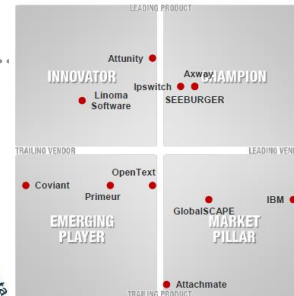 LEADING PRODUCT
Attunity
Axway
INNOVATOR
CHAMPION
Ipswitch
Linoma
Software
SEEBURGER
TRAILING VENDOR
LEADING VEN
OpenText
Coviant
Primeur
IBM
GlobalSCAPE
EMERGING
PLAYER
MARKET
PILLAR
Attachmate
TRAILING PRODUCT